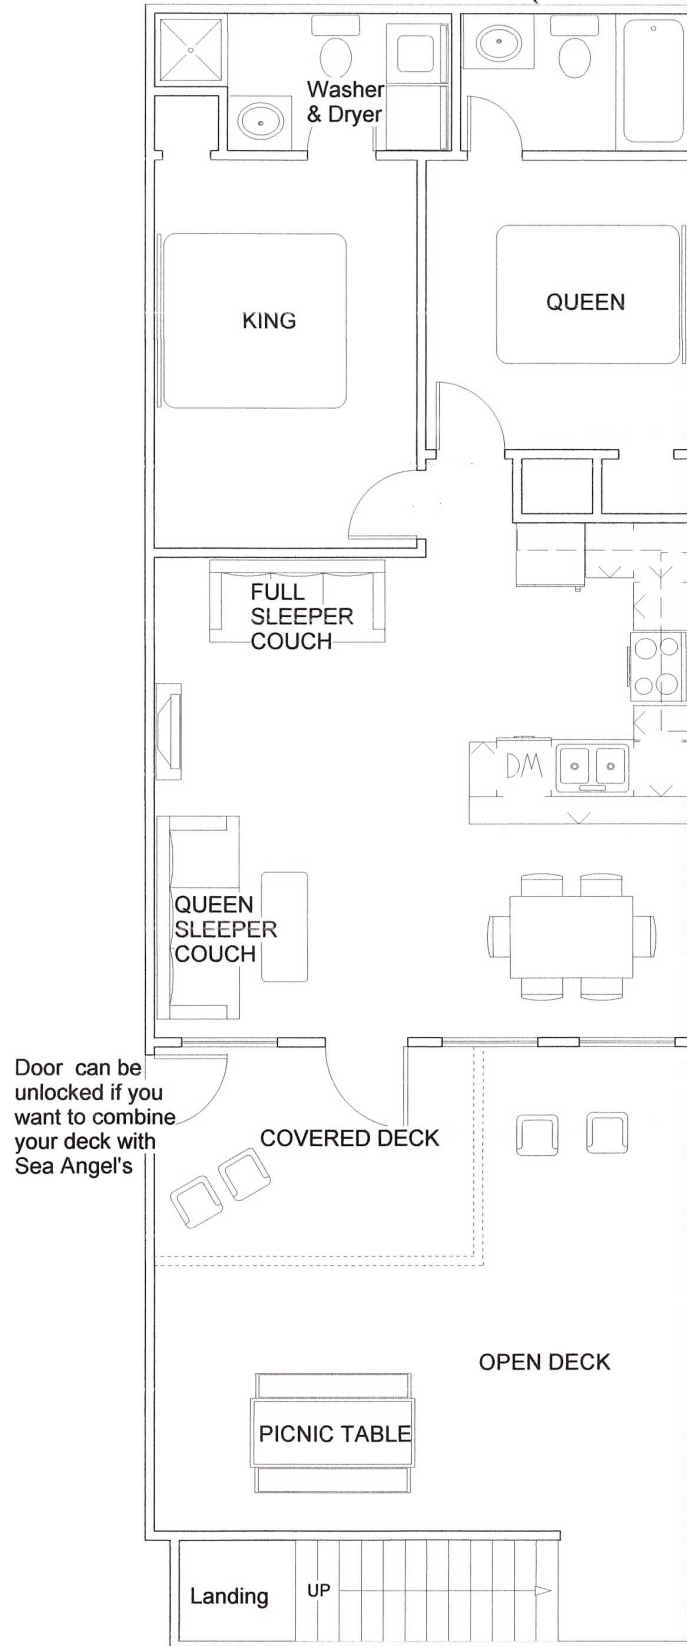 Washer
& Dryer
KING
QUEEN
FULL
SLEEPER
COUCH
DW
QUEEN
SLEEPER
COUCH
Door can be
unlocked if you
want to combine
your deck with
Sea Angel's
COVERED DECK
OPEN DECK
PICNIC TABLE
Landing
UP